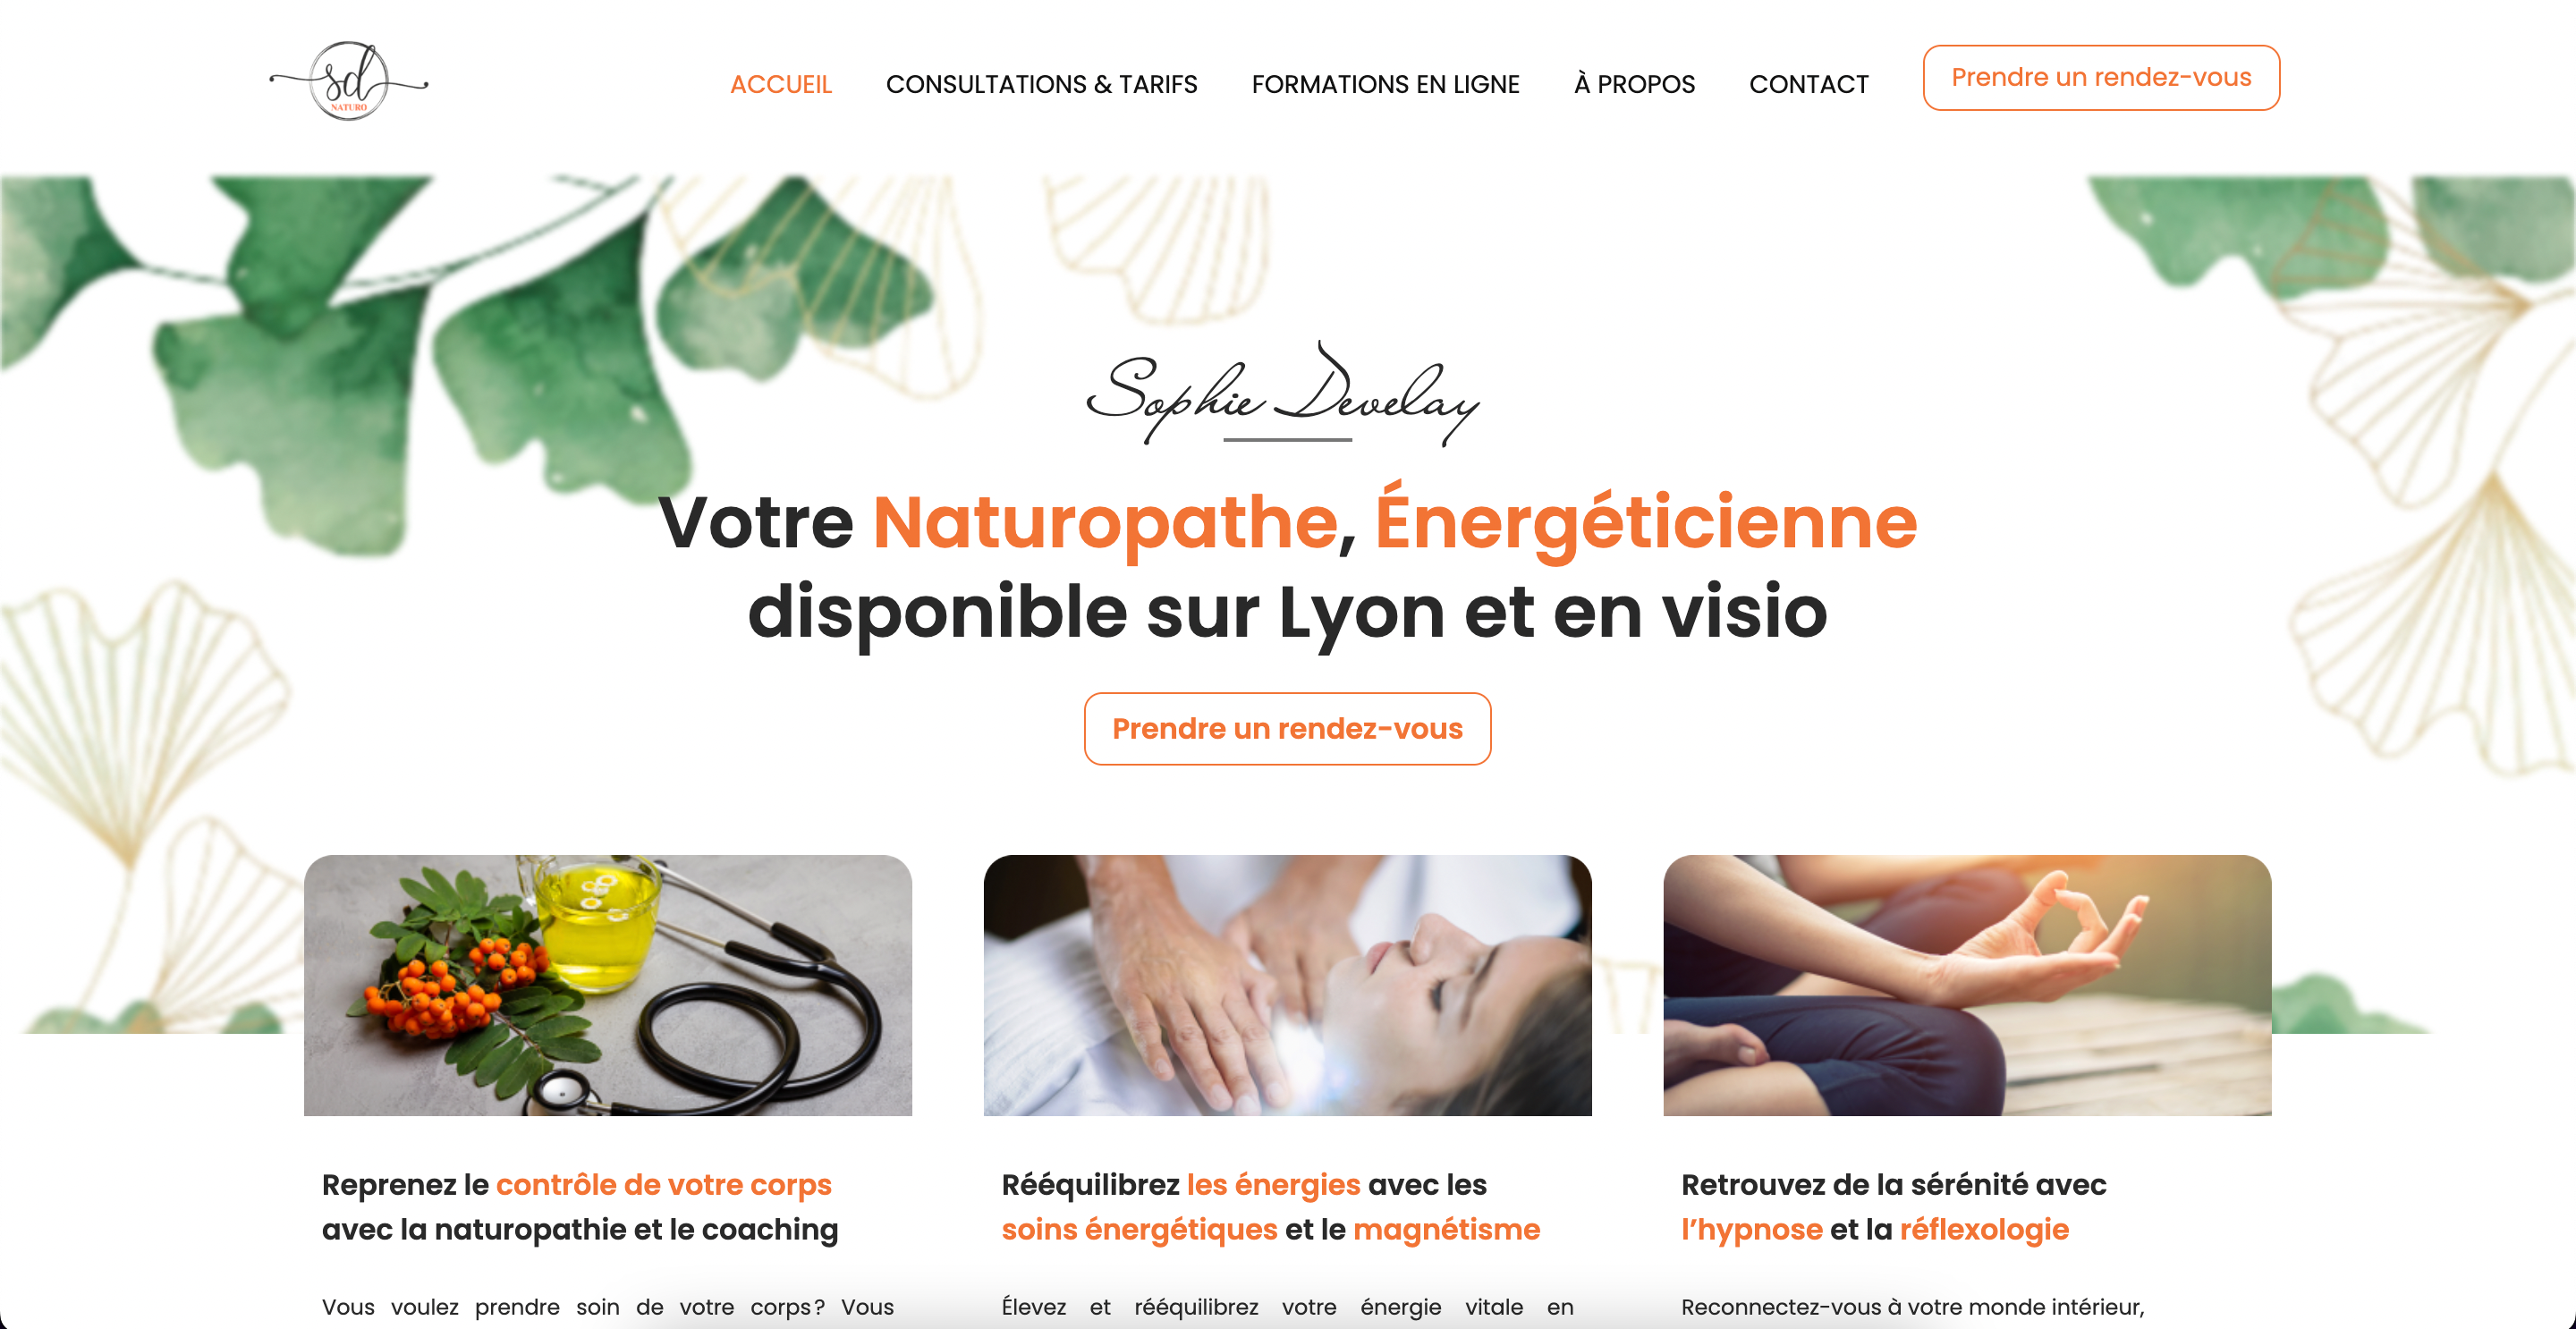 sd
NATURO
ACCUEIL
CONSULTATIONS & TARIFS
FORMATIONS EN LIGNE
À PROPOS
CONTACT
Prendre un rendez-vous
Sophie Develay
Votre Naturopathe, Énergéticienne
disponible sur Lyon et en visio
Prendre un rendez-vous
Reprenez le contrôle de votre corps
avec la naturopathie et le coaching
Vous voulez prendre soin de votre corps ? Vous
Rééquilibrez les énergies avec les
soins énergétiques et le magnétisme
Élevez et rééquilibrez votre énergie vitale en
Retrouvez de la sérénité avec
l’hypnose et la réflexologie
Reconnectez-vous à votre monde intérieur,